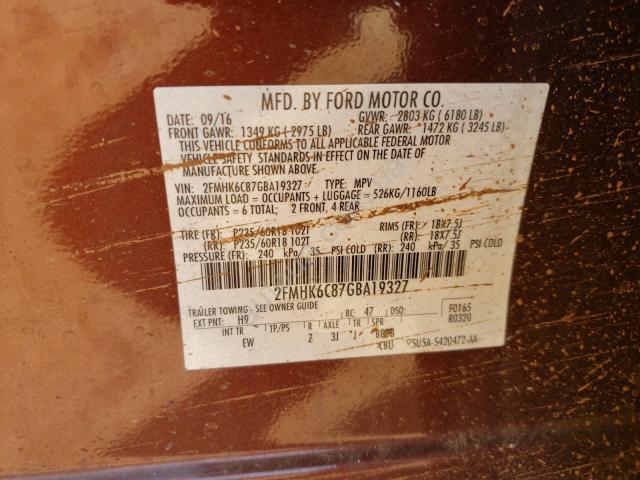 MFD. BY FORD MOTOR CO.
DATE: 09/16 GVWR: 2803 KG ( 6180 LB)
FRONT GAWR: 1349 KG ( 2975 LB) REAR GAWR: 1472 KG ( 3245 LB)
THIS VEHICLE CONFORMS TO ALL APPLICABLE FEDERAL MOTOR
VEHICLE SAFETY STANDARDS IN EFFECT ON THE DATE OF
MANUFACTURE SHOWN ABOVE.
VIN: 2FMHK6C87GBA19327 TYPE: MPV
MAXIMUM LOAD = OCCUPANTS + LUGGAGE = 526KG/1160LB
OCCUPANTS = 6 TOTAL; 2 FRONT, 4 REAR
TIRE (FR): P235/60R18 102T RIMS (FR): 18X7.5J
(RR): P235/60R18 102T (RR): 18X7.5J
PRESSURE (FR): 240 kPa/ 35 PSI COLD (RR): 240 kPa/ 35 PSI COLD
2FMHK6C87GBA19327
TRAILER TOWING - SEE OWNER GUIDE
EXT PNT: H9 RC: 47 DSO: F0165
INT TR TP/PS R AXLE TR SPR R0320
EW 2 3J J BBBB
CBU 5U5A-5420472-AA